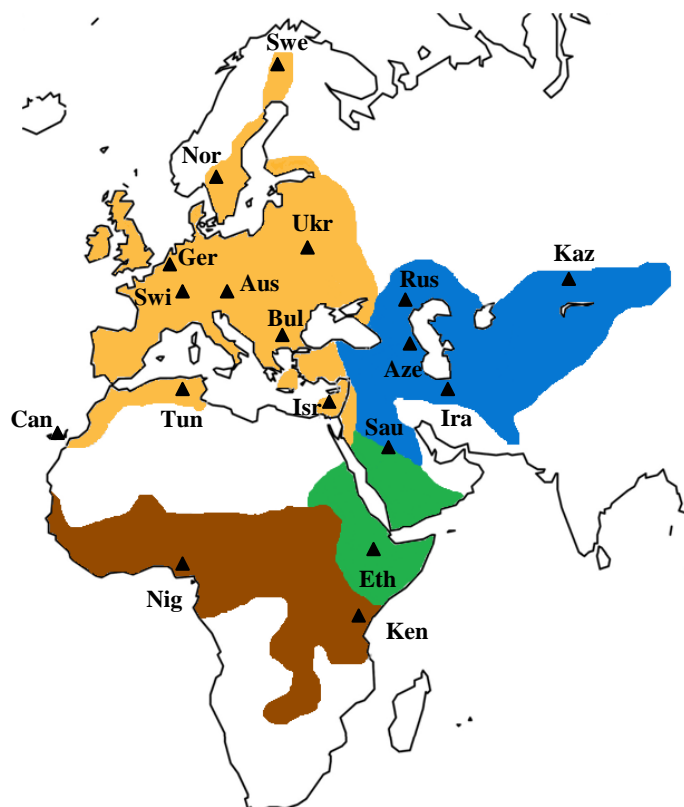 Swe
Nor
Ukr
Ger
Kaz
Rus
Swi
Aus
Bul
Aze
Can
Tun
Isr
Ira
Sau
Eth
Nig
Ken